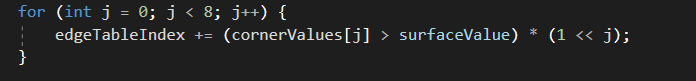 for (int j = 0; j < 8; j++) {
    edgeTableIndex += (cornerValues[j] > surfaceValue) * (1 << j);
}